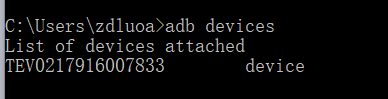 C:\Users\zdluoa>adb devices
List of devices attached
TEV0217916007833        device